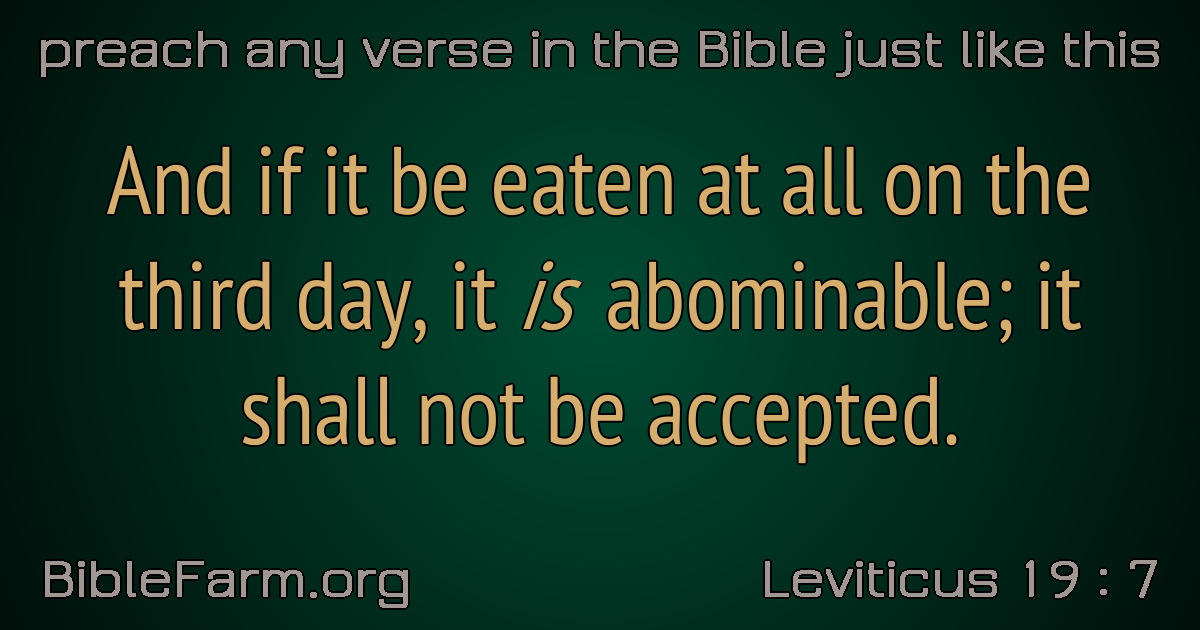 preach any verse in the Bible just like this
And if it be eaten at all on the
third day, it is abominable; it
shall not be accepted.
BibleFarm.org
Leviticus 19 : 7